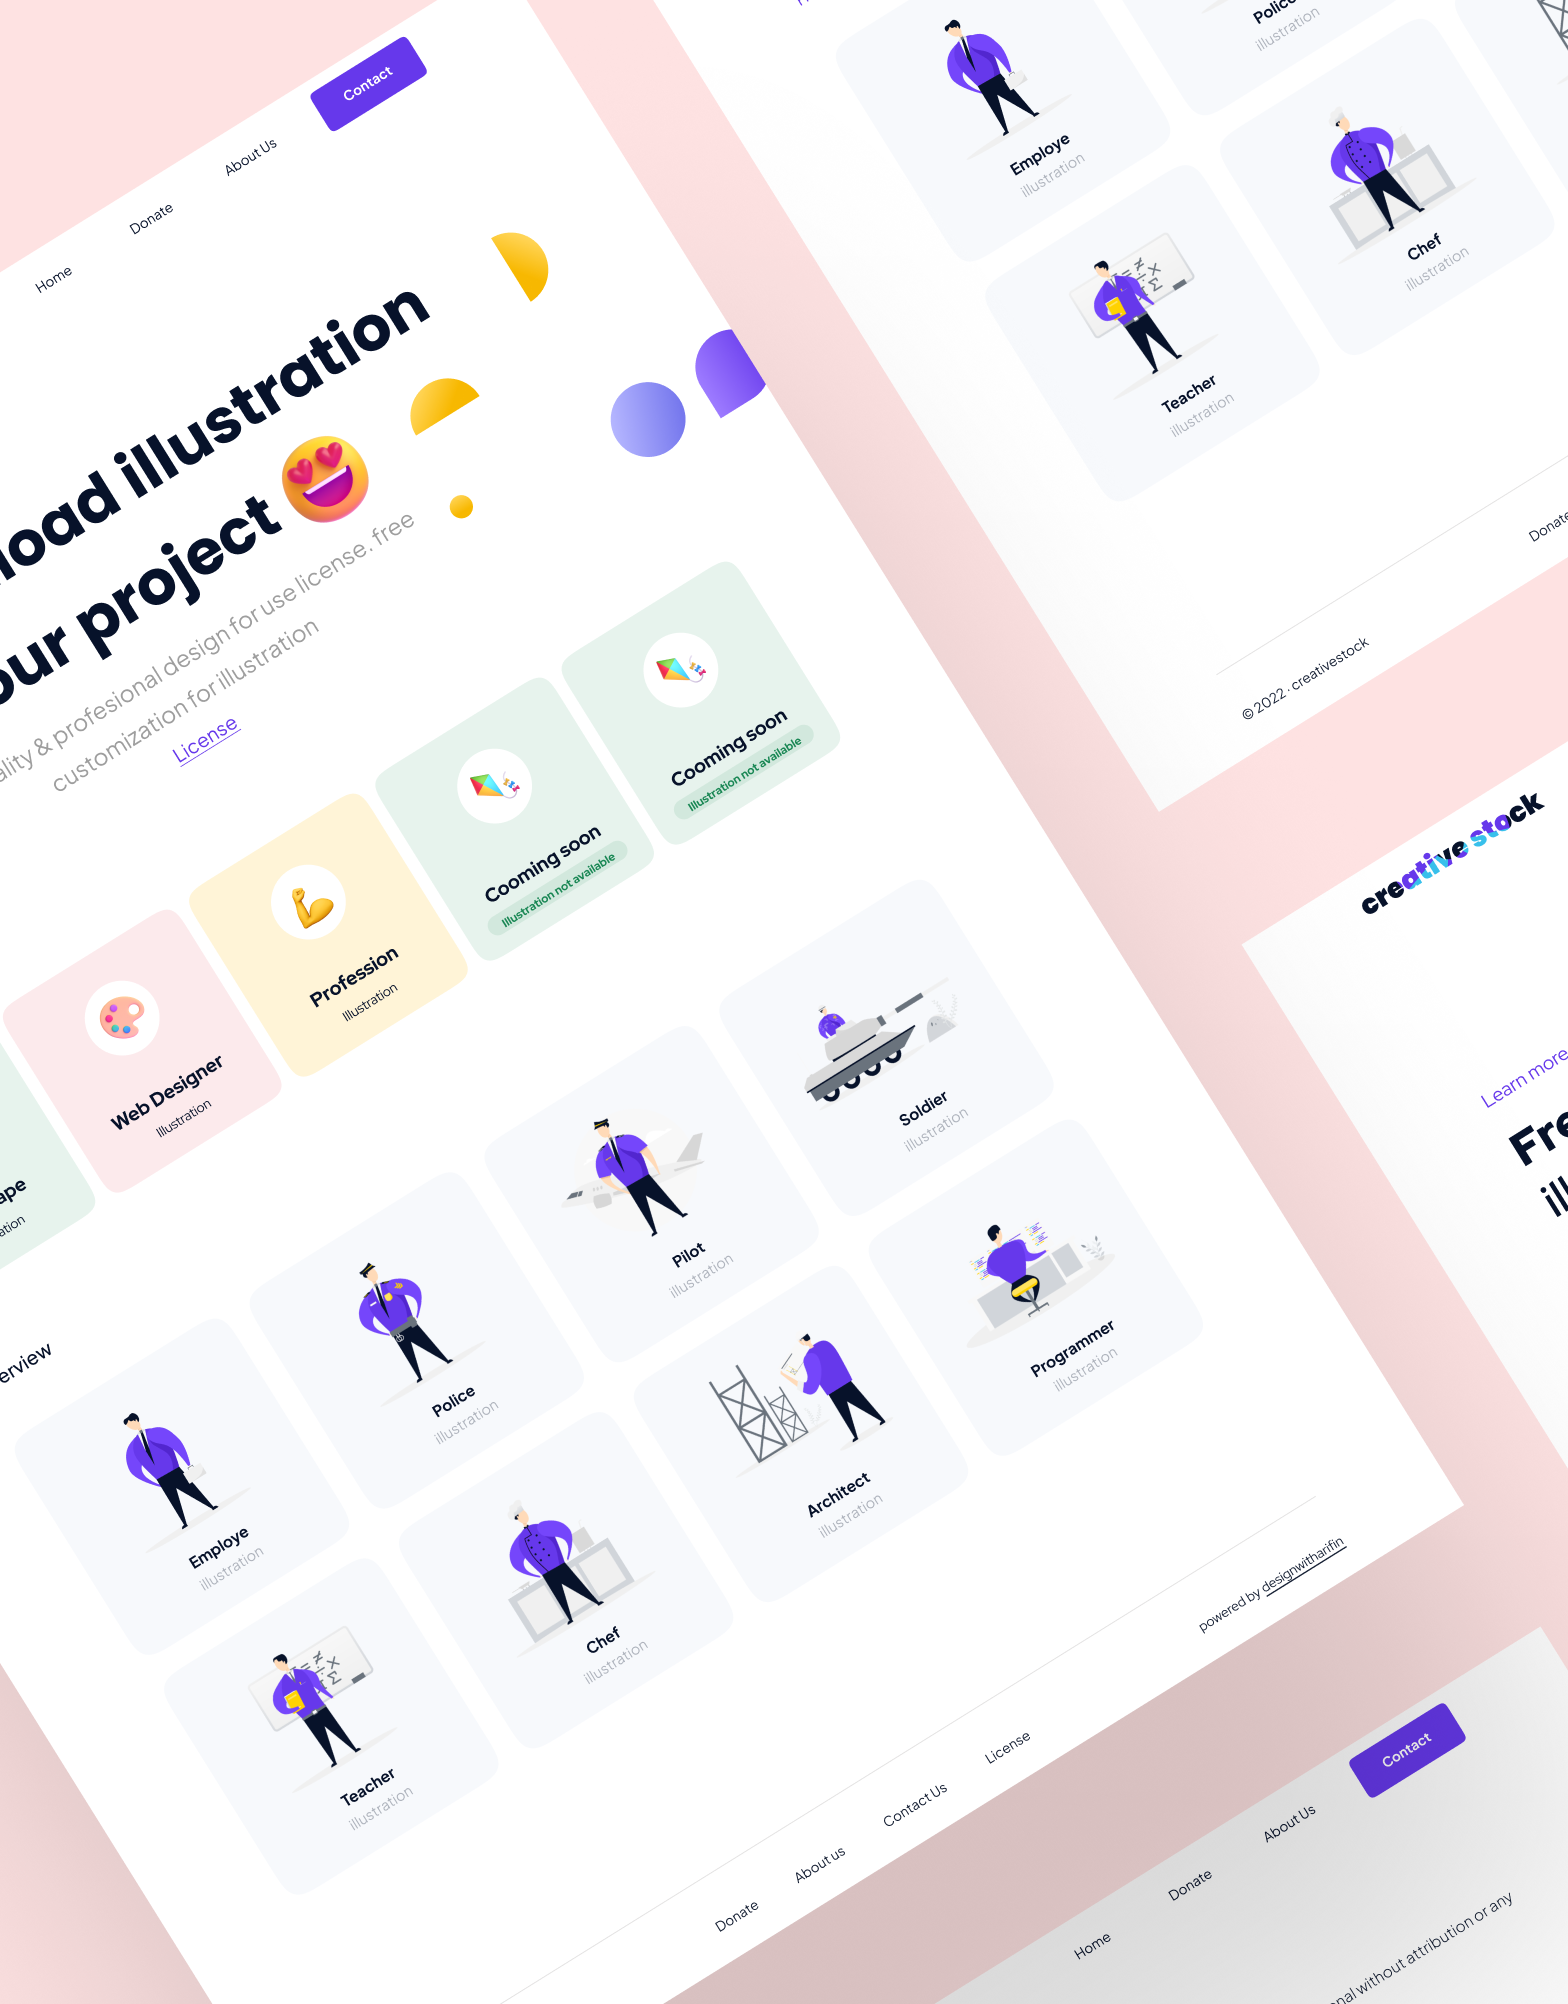 Home
Donate
About Us
Contact
load illustration
our project
ality & profesional design for use license. free
customization for illustration
License
ape
ation
Web Designer
Illustration
Profession
Illustration
Cooming soon
Illustration not available
Cooming soon
Illustration not available
erview
Employe
illustration
Police
illustration
Pilot
illustration
Soldier
illustration
Teacher
illustration
Chef
illustration
Architect
illustration
Programmer
illustration
powered by designwitharifin
Donate
About us
Contact Us
License
Employe
illustration
Police
illustration
Teacher
illustration
Chef
illustration
Donate
© 2022 . creativestock
creative stock
Learn more
Fre
ill
Home
Donate
About Us
Contact
onal without attribution or any